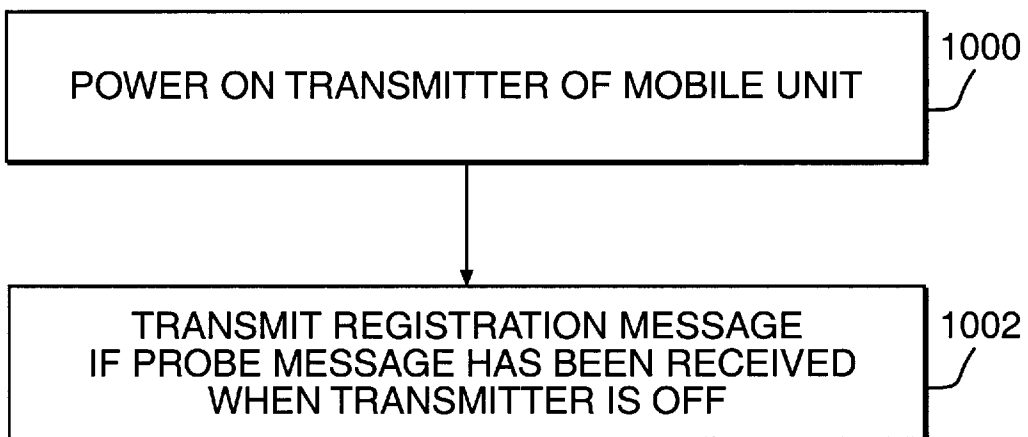 POWER ON TRANSMITTER OF MOBILE UNIT
1000
TRANSMIT REGISTRATION MESSAGE
IF PROBE MESSAGE HAS BEEN RECEIVED
WHEN TRANSMITTER IS OFF
1002